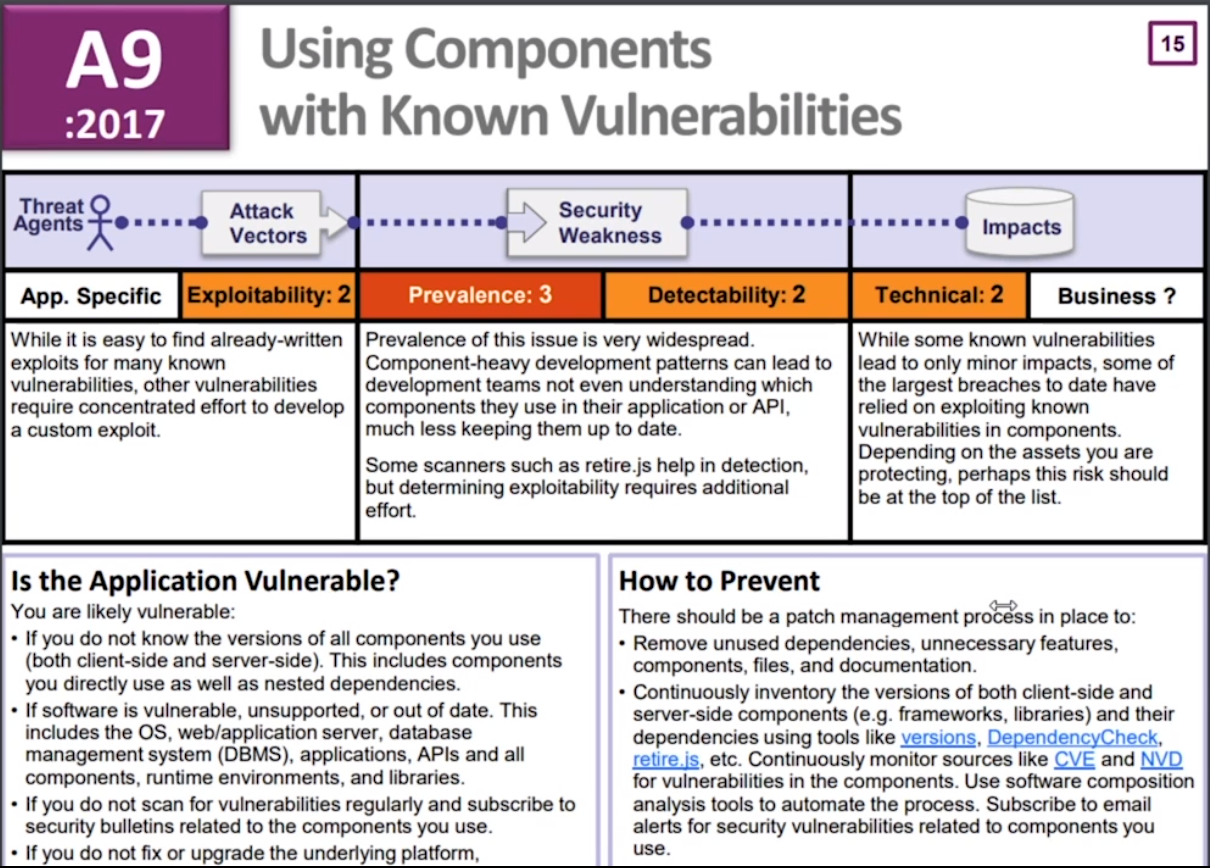 A9
:2017
Using Components
with Known Vulnerabilities
15
Threat
Agents
Attack
Vectors
Security
Weakness
Impacts
App. Specific
Exploitability: 2
Prevalence: 3
Detectability: 2
Technical: 2
Business ?
While it is easy to find already-written
exploits for many known
vulnerabilities, other vulnerabilities
require concentrated effort to develop
a custom exploit.
Prevalence of this issue is very widespread.
Component-heavy development patterns can lead to
development teams not even understanding which
components they use in their application or API,
much less keeping them up to date.
Some scanners such as retire.js help in detection,
but determining exploitability requires additional
effort.
While some known vulnerabilities
lead to only minor impacts, some of
the largest breaches to date have
relied on exploiting known
vulnerabilities in components.
Depending on the assets you are
protecting, perhaps this risk should
be at the top of the list.
Is the Application Vulnerable?
You are likely vulnerable:
• If you do not know the versions of all components you use
(both client-side and server-side). This includes components
you directly use as well as nested dependencies.
• If software is vulnerable, unsupported, or out of date. This
includes the OS, web/application server, database
management system (DBMS), applications, APIs and all
components, runtime environments, and libraries.
• If you do not scan for vulnerabilities regularly and subscribe to
security bulletins related to the components you use.
• If you do not fix or upgrade the underlying platform,
How to Prevent
There should be a patch management process in place to:
• Remove unused dependencies, unnecessary features,
components, files, and documentation.
• Continuously inventory the versions of both client-side and
server-side components (e.g. frameworks, libraries) and their
dependencies using tools like versions, DependencyCheck,
retire.js, etc. Continuously monitor sources like CVE and NVD
for vulnerabilities in the components. Use software composition
analysis tools to automate the process. Subscribe to email
alerts for security vulnerabilities related to components you
use.